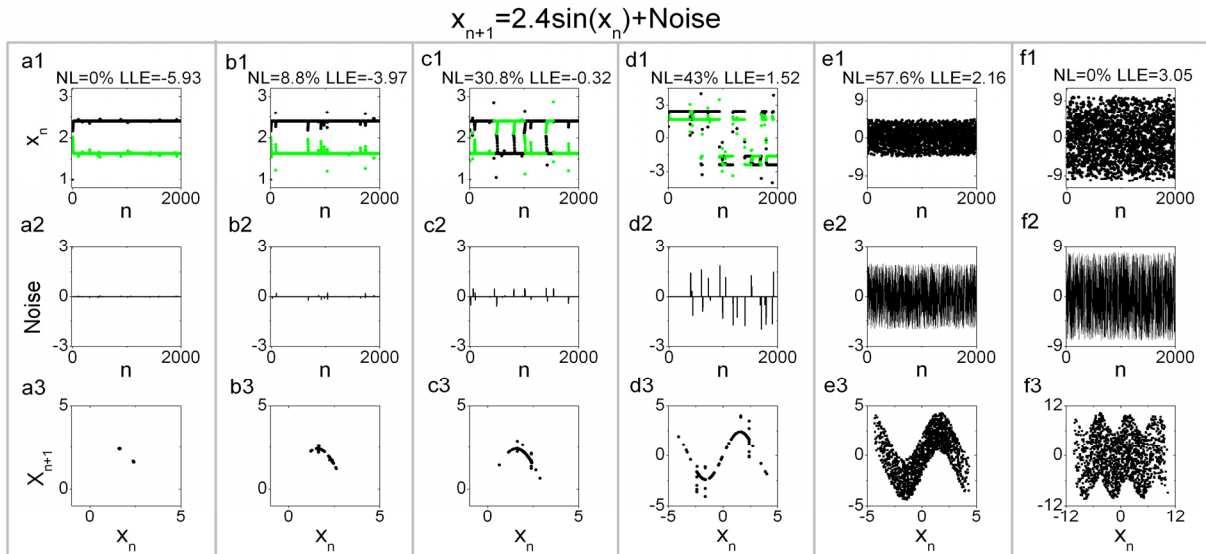 xn+1=2.4sin(xn)+Noise
a1 b1 c1 d1 e1 f1
NL=0% LLE=-5.93 NL=8.8% LLE=-3.97 NL=30.8% LLE=-0.32 NL=43% LLE=1.52 NL=57.6% LLE=2.16 NL=0% LLE=3.05
3 3 3 3 9 9
2 2 2 0 0 0
1 1 1 -3 -9 -9
xn
0 2000 0 2000 0 2000 0 2000 0 2000 0 2000
n n n n n n
a2 b2 c2 d2 e2 f2
3 3 3 3 3 9
0 0 0 0 0 0
-3 -3 -3 -3 -3 -9
Noise
0 2000 0 2000 0 2000 0 2000 0 2000 0 2000
n n n n n n
a3 b3 c3 d3 e3 f3
5 5 5 5 5 12
0 0 0 0 0 0
-5 -5 -12
Xn+1
0 5 0 5 0 5 -5 0 5 -5 0 5 -12 0 12
xn xn xn xn xn xn